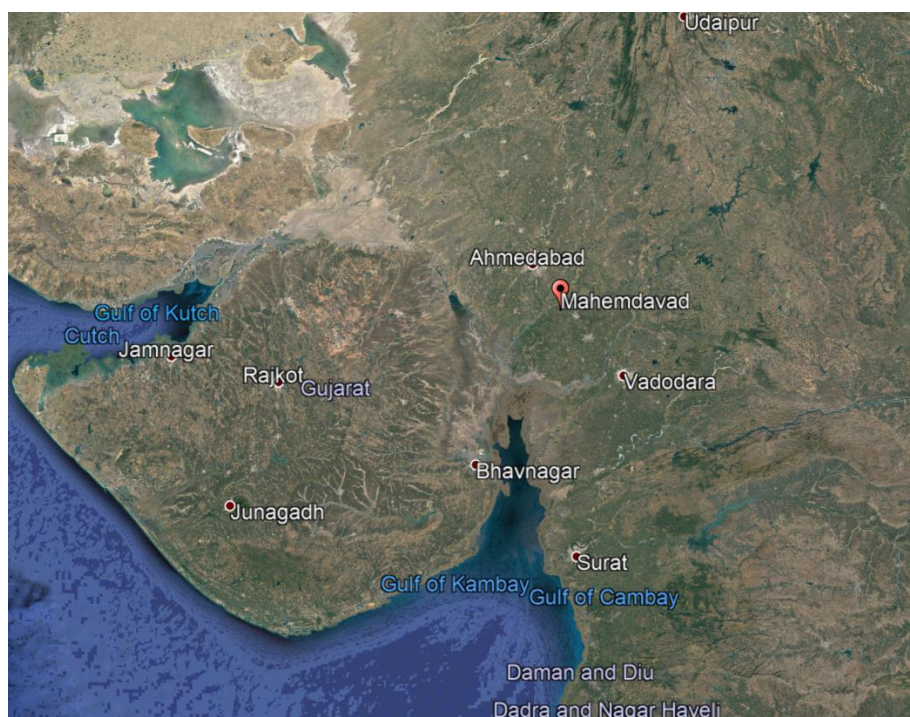 Udaipur
Ahmedabad
Mahemdavad
Gulf of Kutch
Cutch
Jamnagar
Rajkot
Gujarat
Vadodara
Bhavnagar
Junagadh
Surat
Gulf of Kambay
Gulf of Cambay
Daman and Diu
Dadra and Nagar Haveli